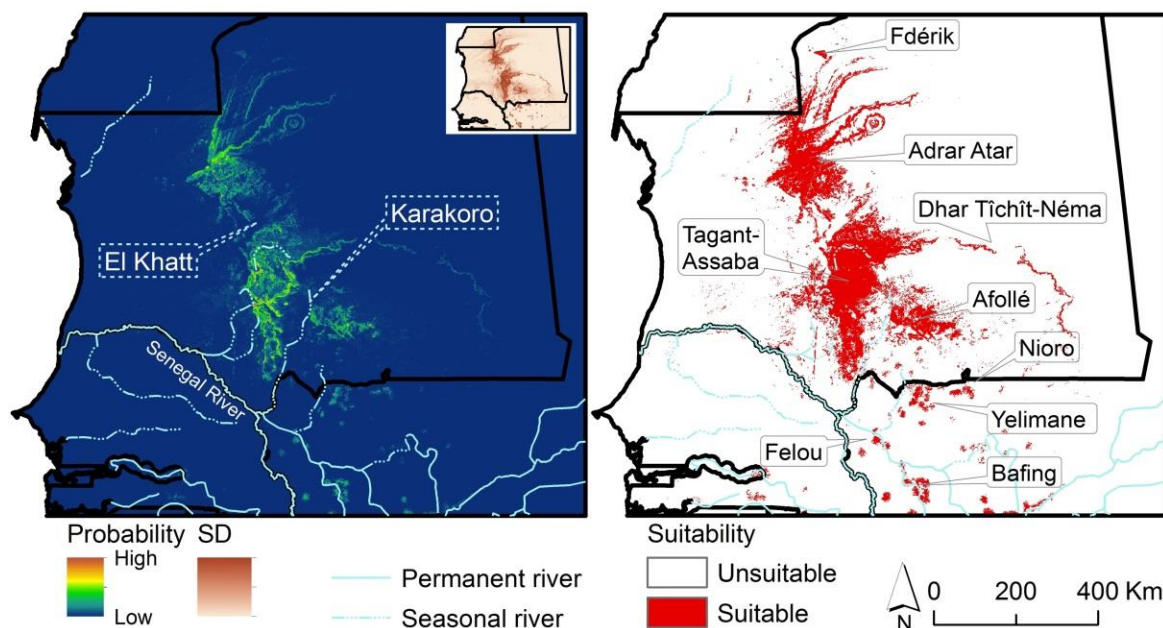 El Khatt
Karakoro
Senegal River
Fdérik
Adrar Atar
Dhar Tîchît-Néma
Tagant-
Assaba
Afollé
Nioro
Yelimane
Felou
Bafing
Probability
High
Low
SD
Permanent river
Seasonal river
Suitability
Unsuitable
Suitable
N
0 200 400 Km